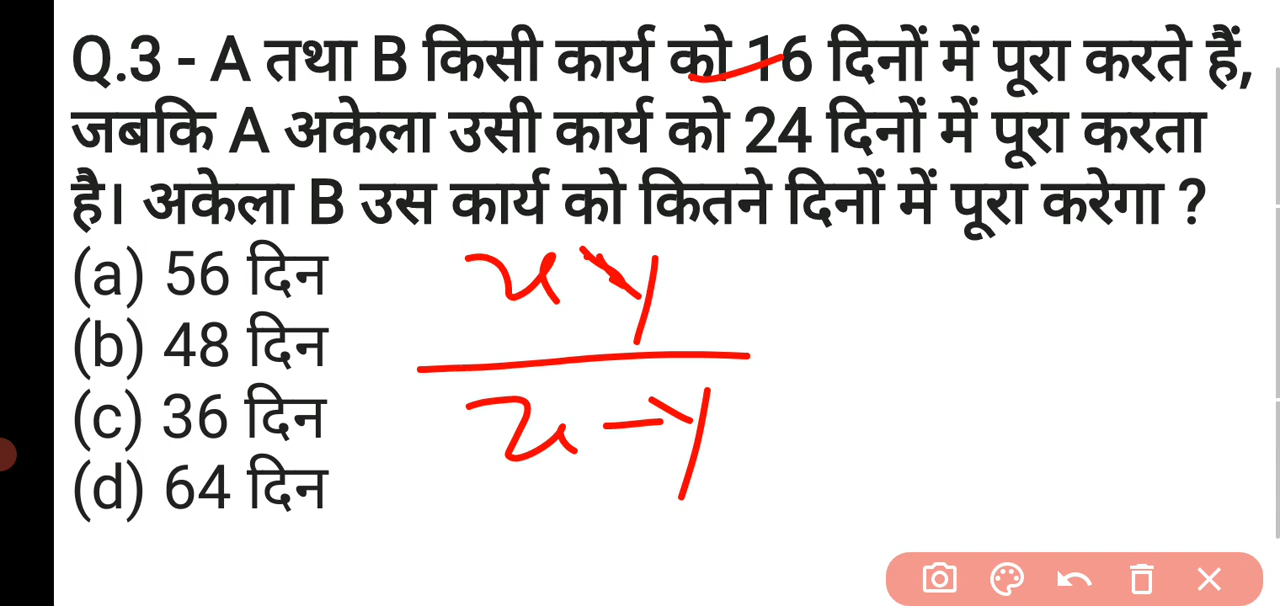 Q.3 - A तथा B किसी कार्य को 16 दिनों में पूरा करते हैं,
जबकि A अकेला उसी कार्य को 24 दिनों में पूरा करता
है। अकेला B उस कार्य को कितने दिनों में पूरा करेगा ?
(a) 56 दिन
(b) 48 दिन
(c) 36 दिन
(d) 64 दिन
x y
x - y